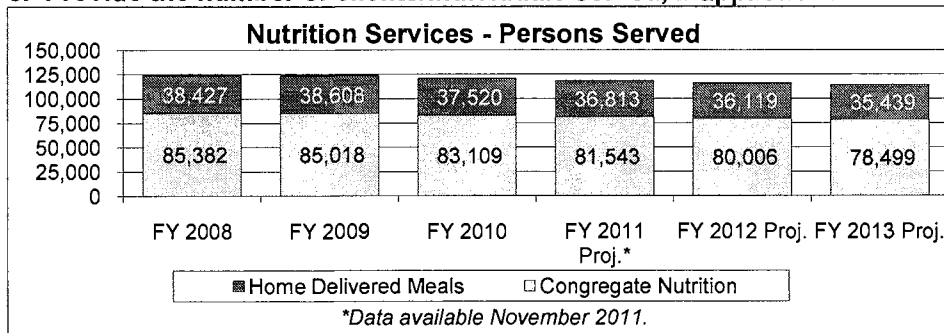 Nutrition Services - Persons Served
150,000
125,000
100,000
75,000
50,000
25,000
0
38,427 38,608 37,520 36,813 36,119 35,439
85,382 85,018 83,109 81,543 80,006 78,499
FY 2008 FY 2009 FY 2010 FY 2011 FY 2012 Proj. FY 2013 Proj.
Proj.*
Home Delivered Meals Congregate Nutrition
*Data available November 2011.